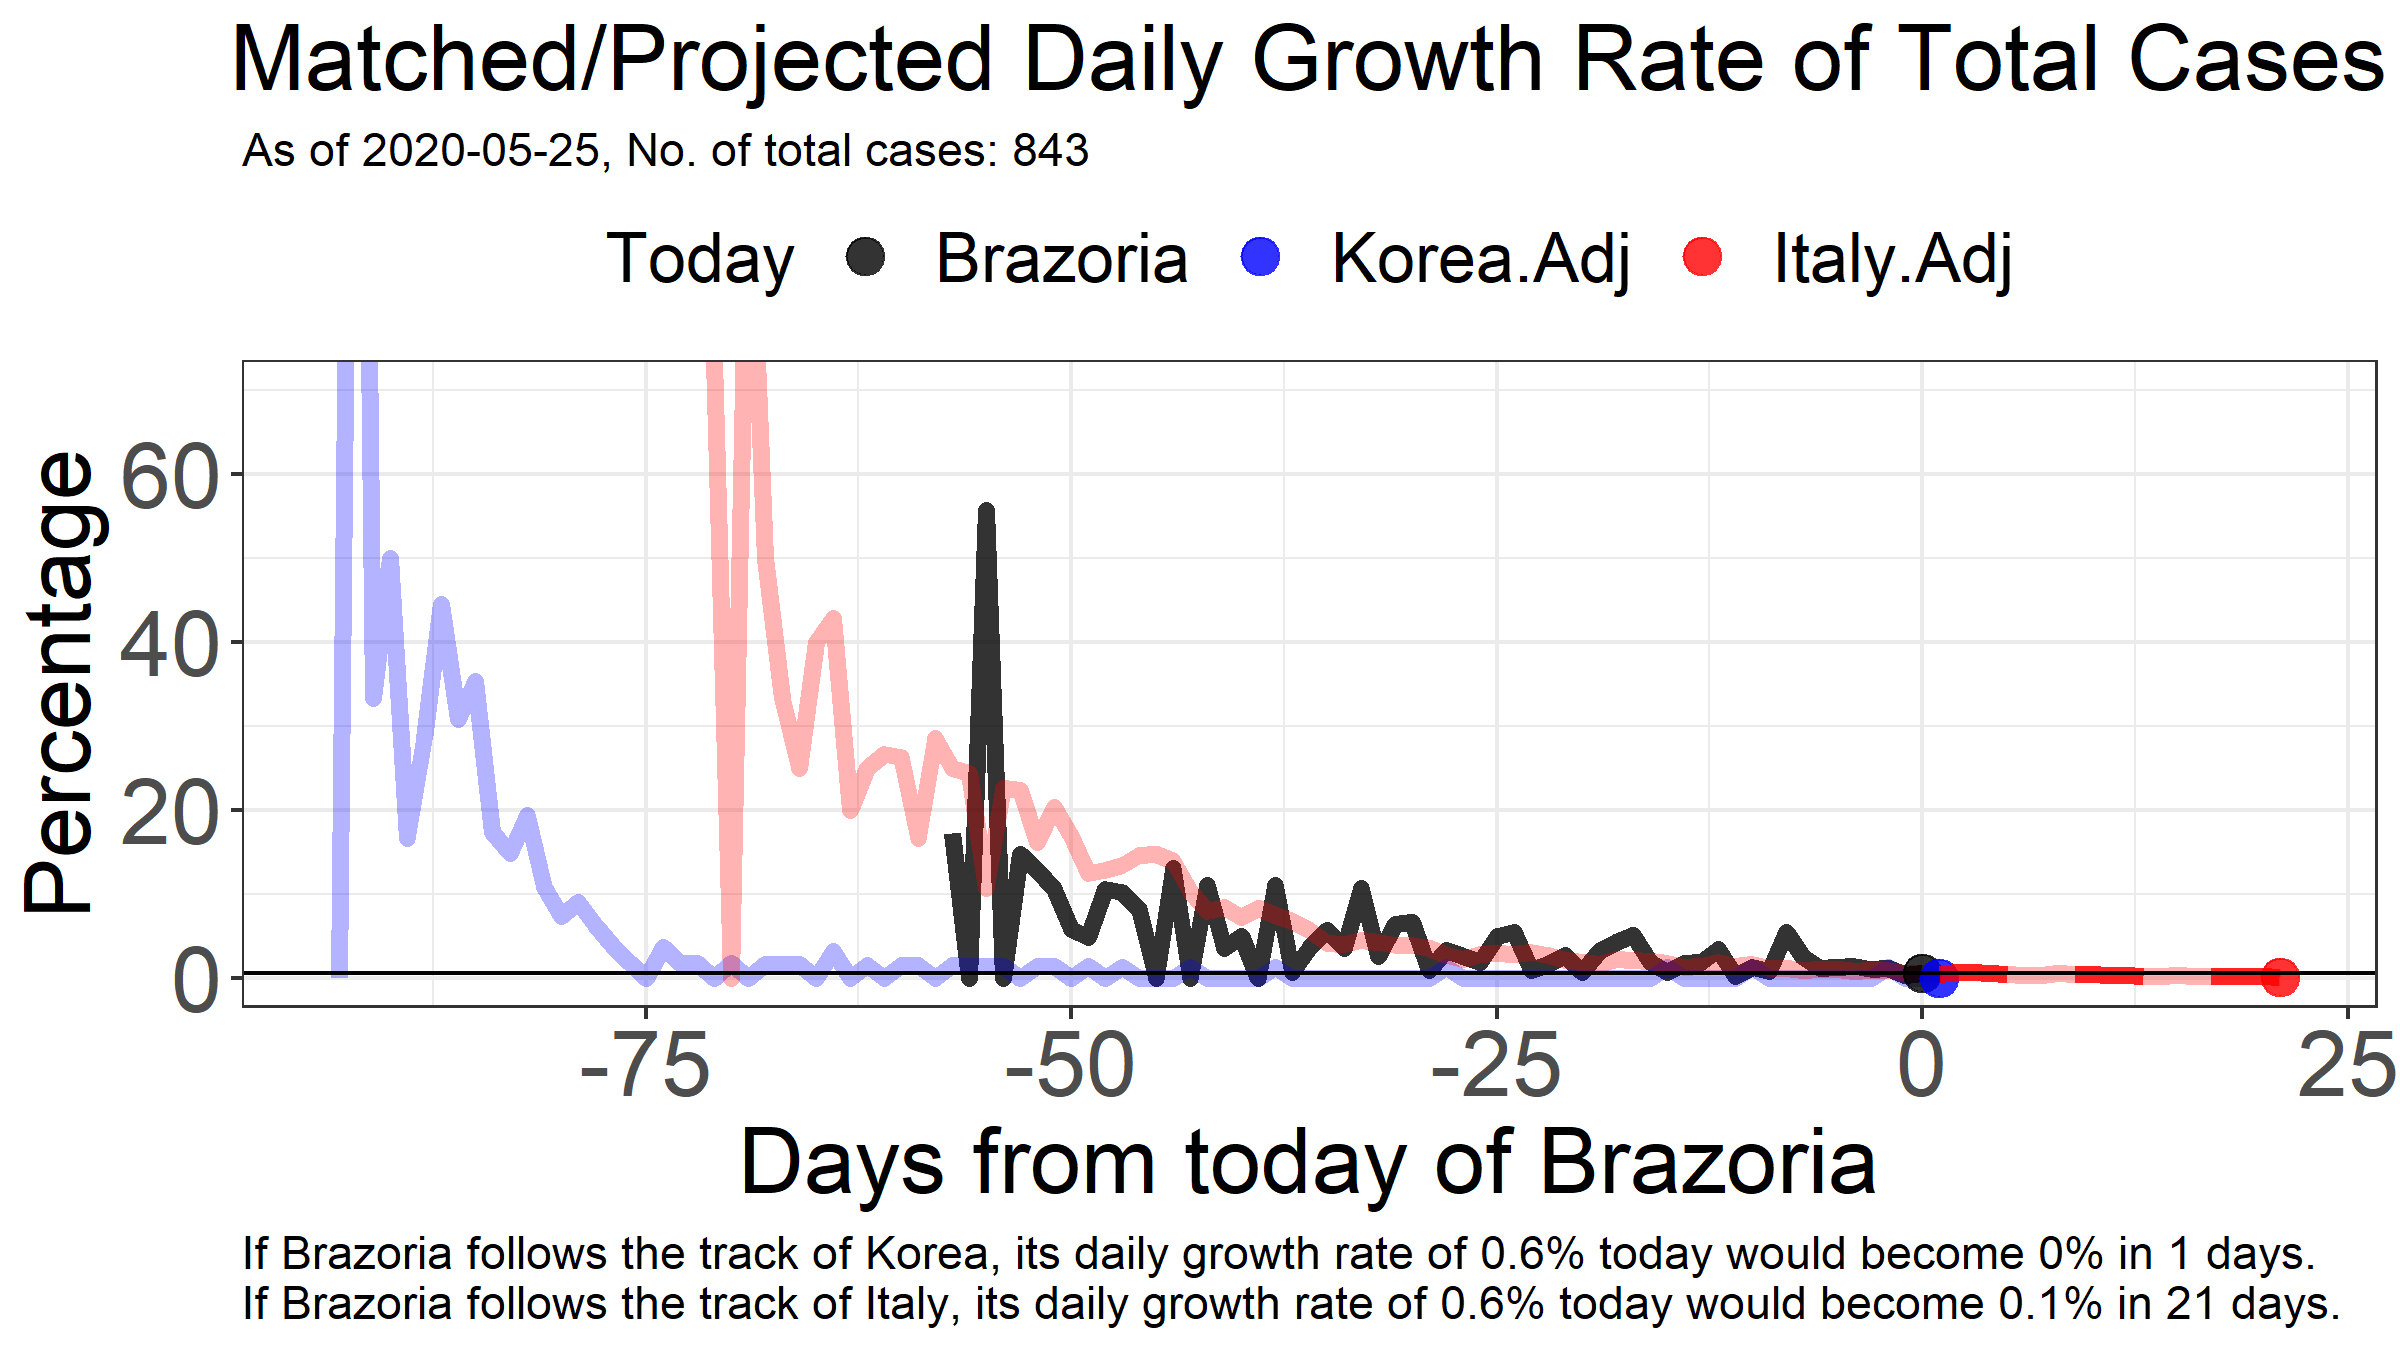 Matched/Projected Daily Growth Rate of Total Cases
As of 2020-05-25, No. of total cases: 843
Today Brazoria Korea.Adj Italy.Adj
Percentage
60
40
20
0
-75 -50 -25 0 25
Days from today of Brazoria
If Brazoria follows the track of Korea, its daily growth rate of 0.6% today would become 0% in 1 days.
If Brazoria follows the track of Italy, its daily growth rate of 0.6% today would become 0.1% in 21 days.